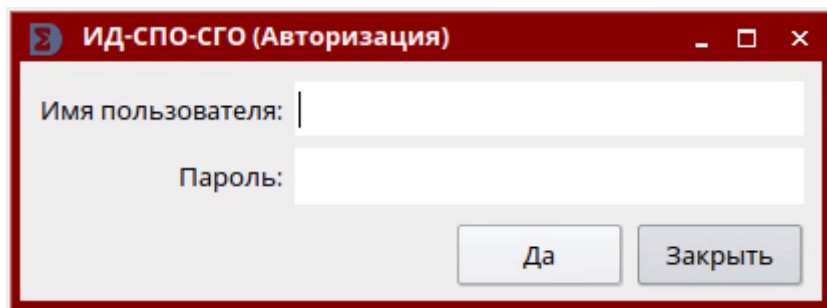 ИД-СПО-СГО (Авторизация)
Имя пользователя:
Пароль:
Да Закрыть